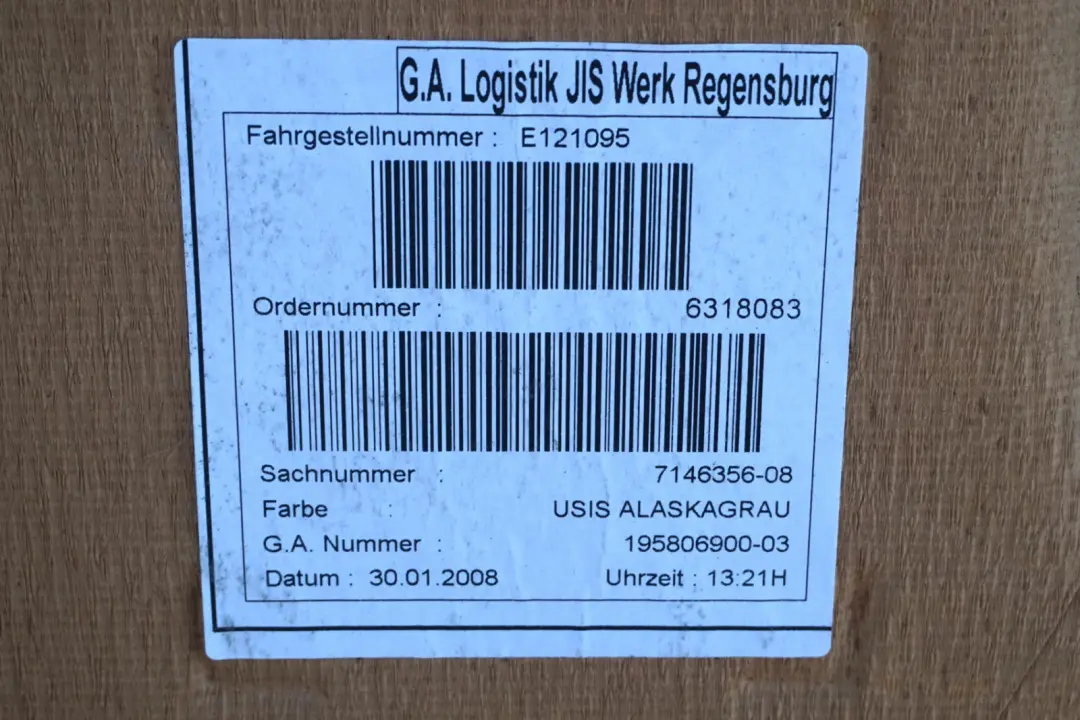 G.A. Logistik JIS Werk Regensburg
Fahrgestellnummer : E121095
Ordernummer : 6318083
Sachnummer : 7146356-08
Farbe : USIS ALASKAGRAU
G.A. Nummer : 195806900-03
Datum : 30.01.2008 Uhrzeit : 13:21H